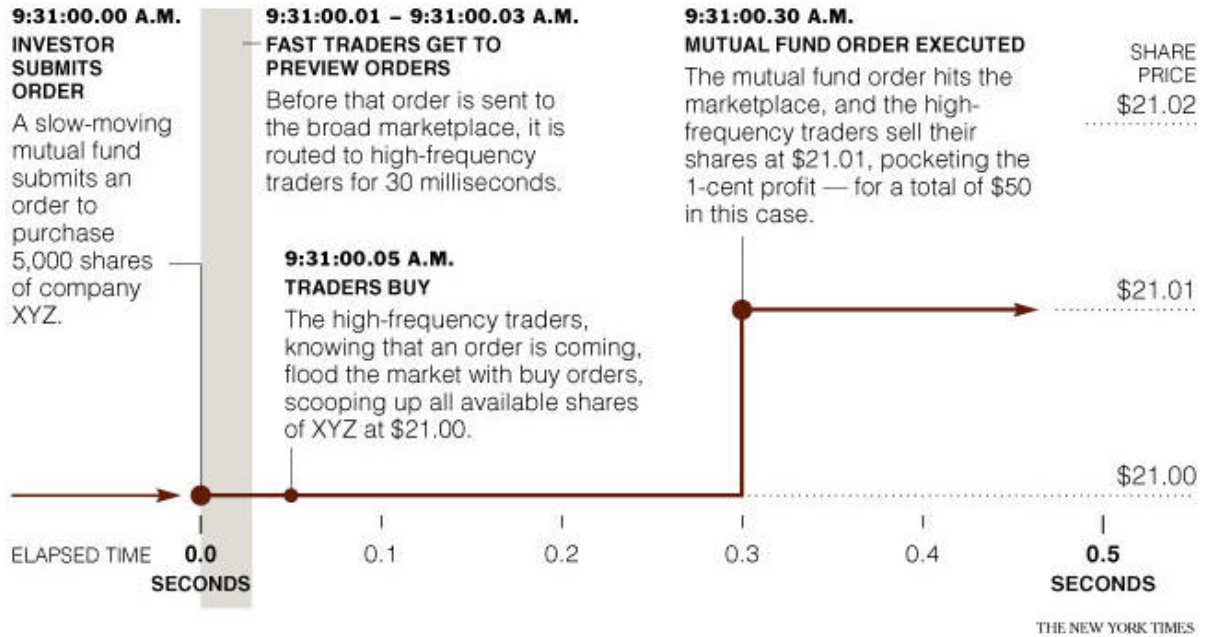 9:31:00.00 A.M.
INVESTOR
SUBMITS
ORDER
A slow-moving
mutual fund
submits an
order to
purchase
5,000 shares
of company
XYZ.
9:31:00.01 – 9:31:00.03 A.M.
FAST TRADERS GET TO
PREVIEW ORDERS
Before that order is sent to
the broad marketplace, it is
routed to high-frequency
traders for 30 milliseconds.
9:31:00.05 A.M.
TRADERS BUY
The high-frequency traders,
knowing that an order is coming,
flood the market with buy orders,
scooping up all available shares
of XYZ at $21.00.
9:31:00.30 A.M.
MUTUAL FUND ORDER EXECUTED
The mutual fund order hits the
marketplace, and the high-
frequency traders sell their
shares at $21.01, pocketing the
1-cent profit — for a total of $50
in this case.
SHARE
PRICE
$21.02
$21.01
$21.00
ELAPSED TIME 0.0 0.1 0.2 0.3 0.4 0.5
SECONDS SECONDS
THE NEW YORK TIMES